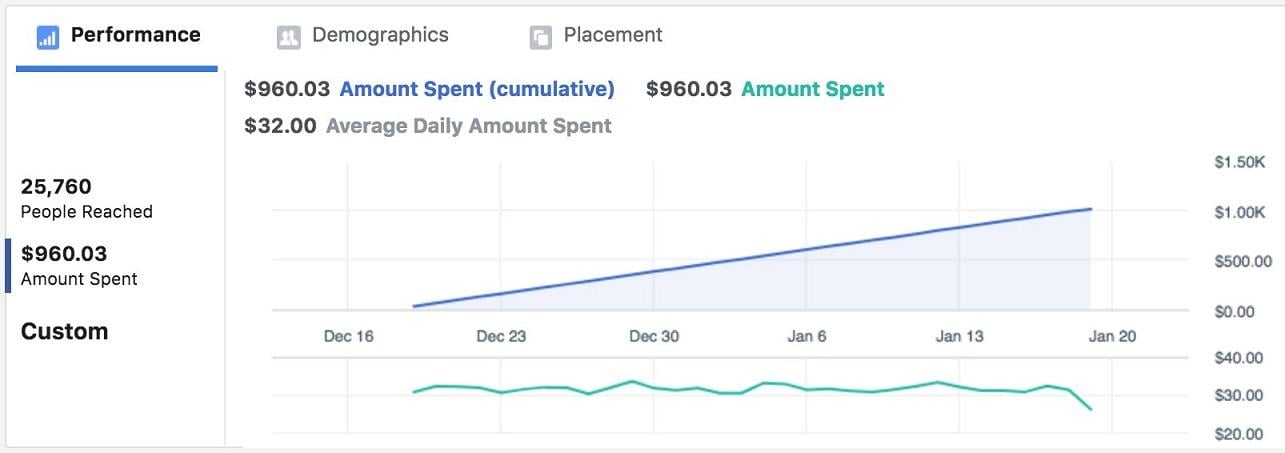 Performance Demographics Placement
$960.03 Amount Spent (cumulative) $960.03 Amount Spent
$32.00 Average Daily Amount Spent
25,760
People Reached
$960.03
Amount Spent
Custom
$1.50K
$1.00K
$500.00
$0.00
Dec 16 Dec 23 Dec 30 Jan 6 Jan 13 Jan 20
$40.00
$30.00
$20.00